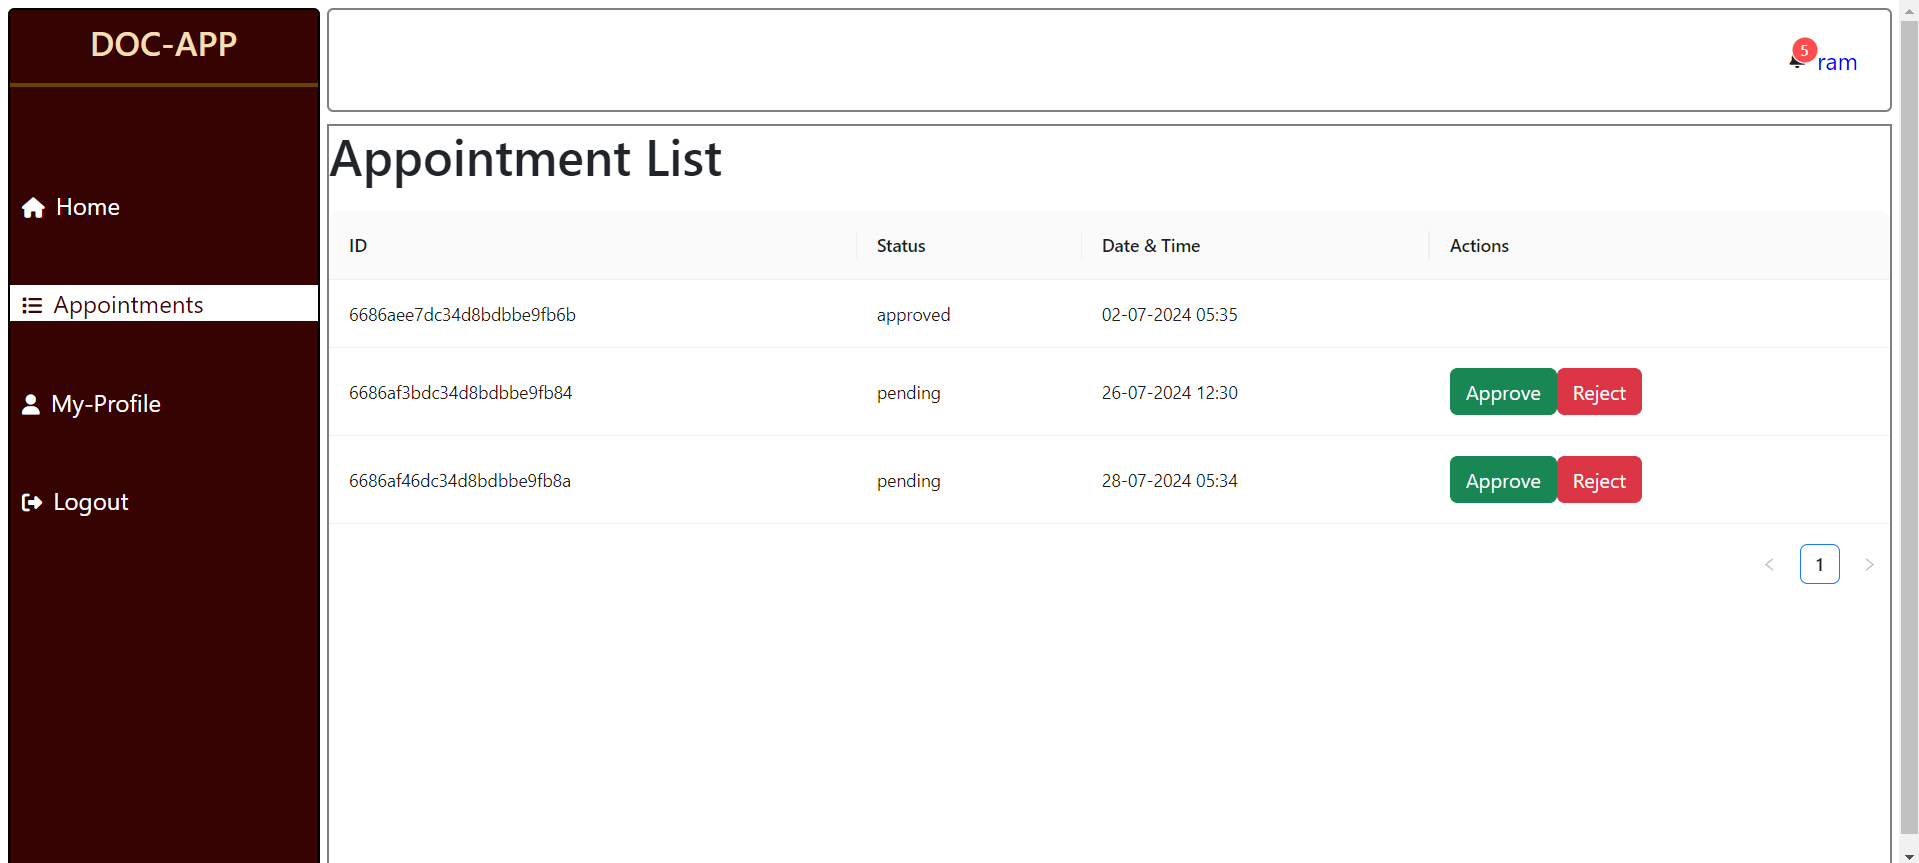 DOC-APP
Home
Appointments
My-Profile
Logout
5
ram
Appointment List
ID Status Date & Time Actions
6686aee7dc34d8bdbbe9fb6b approved 02-07-2024 05:35
6686af3bdc34d8bdbbe9fb84 pending 26-07-2024 12:30 Approve Reject
6686af46dc34d8bdbbe9fb8a pending 28-07-2024 05:34 Approve Reject
< 1 >